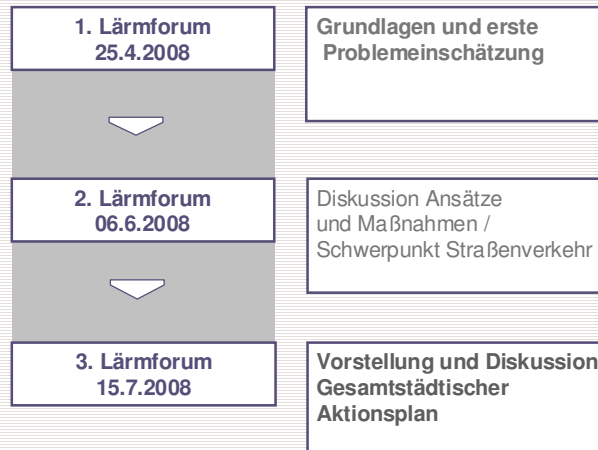 1. Lärmforum
25.4.2008
Grundlagen und erste
Problemeinschätzung
2. Lärmforum
06.6.2008
Diskussion Ansätze
und Maßnahmen /
Schwerpunkt Straßenverkehr
3. Lärmforum
15.7.2008
Vorstellung und Diskussion
Gesamtstädtischer
Aktionsplan